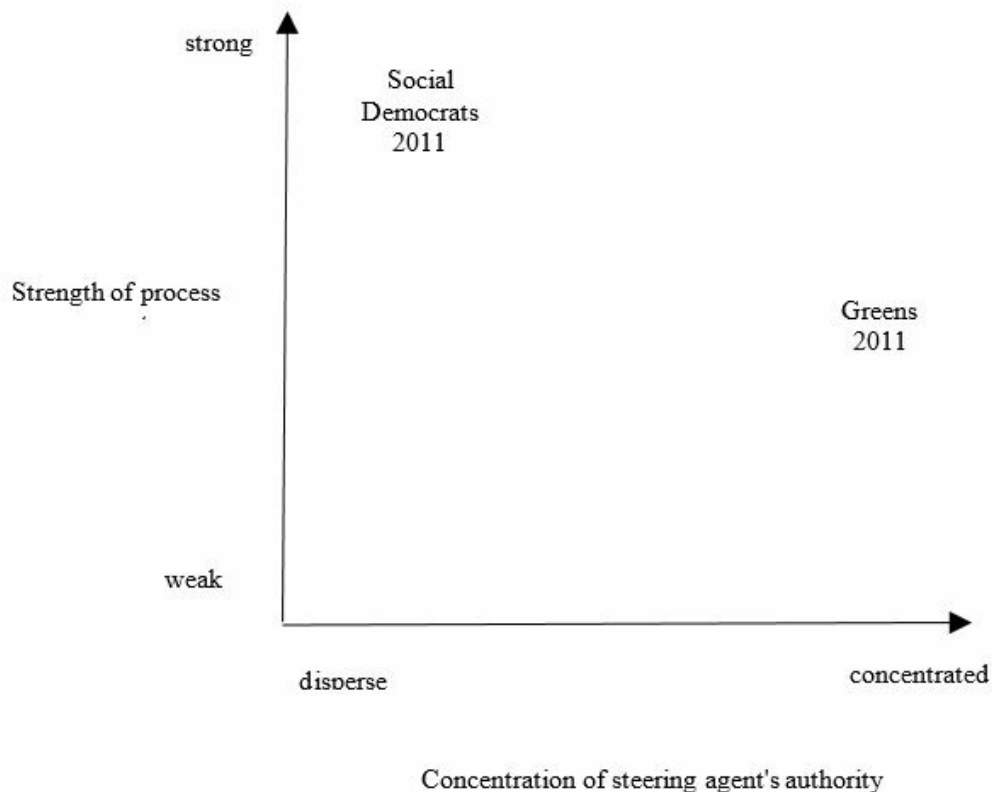 strong
Social
Democrats
2011
Strength of process
Greens
2011
weak
disperse
concentrated
Concentration of steering agent's authority